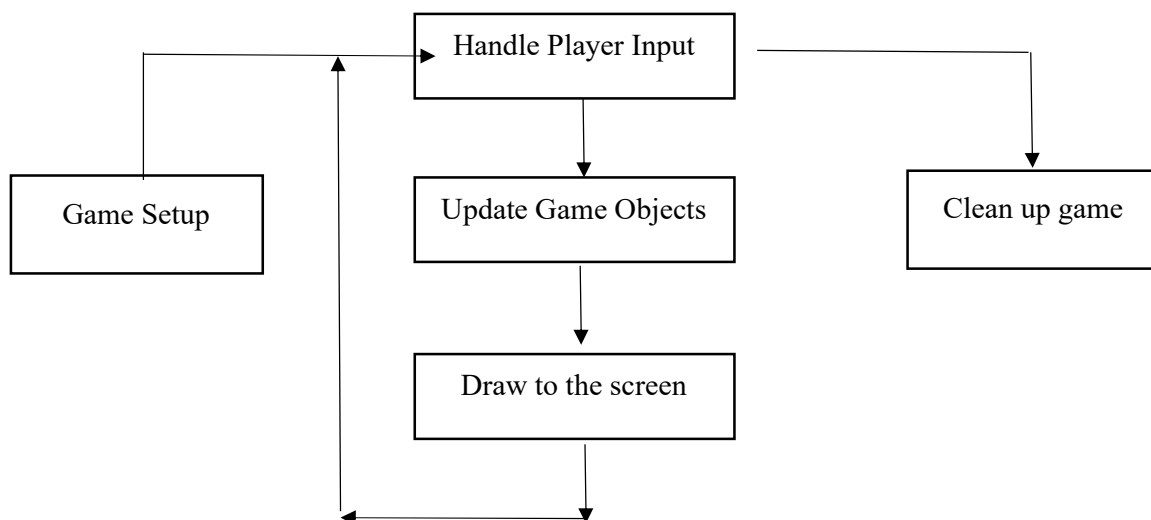 Handle Player Input
Game Setup
Update Game Objects
Clean up game
Draw to the screen